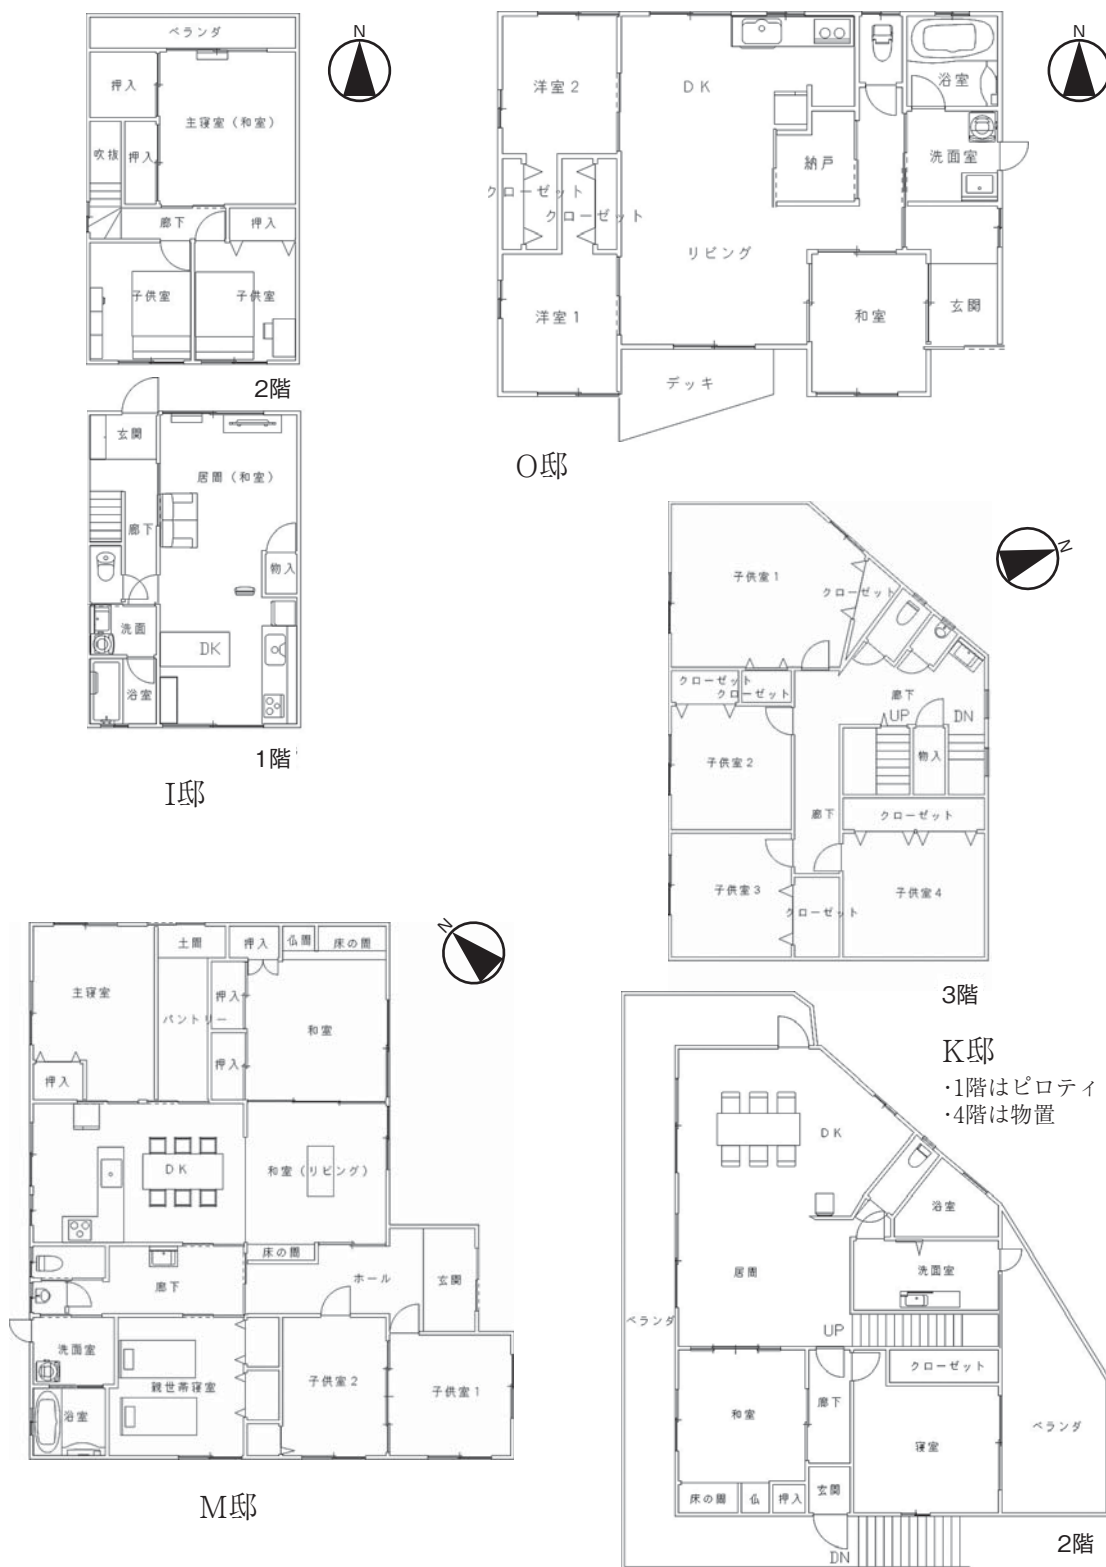 ベランダ
N
押入
主寝室(和室)
吹抜
押入
廊下
押入
子供室
子供室
2階
玄関
居間(和室)
廊下
物入
洗面
DK
浴室
1階
I邸
N
洋室2
DK
浴室
納戸
洗面室
クローゼット
クローゼット
リビング
洋室1
和室
玄関
デッキ
O邸
N
子供室1
クローゼット
クローゼット
クローゼット
廊下
UP
DN
子供室2
物入
廊下
クローゼット
子供室3
クローゼット
子供室4
3階
K邸
・1階はピロティ
・4階は物置
DK
浴室
居間
洗面室
ベランダ
UP
クローゼット
和室
廊下
寝室
ベランダ
床の間
仏
押入
玄関
DN
2階
N
土間
押入
仏間
床の間
主寝室
押入
パントリー
和室
押入
押入
DK
和室(リビング)
床の間
ホール
玄関
廊下
洗面室
親世帯寝室
子供室2
子供室1
浴室
M邸